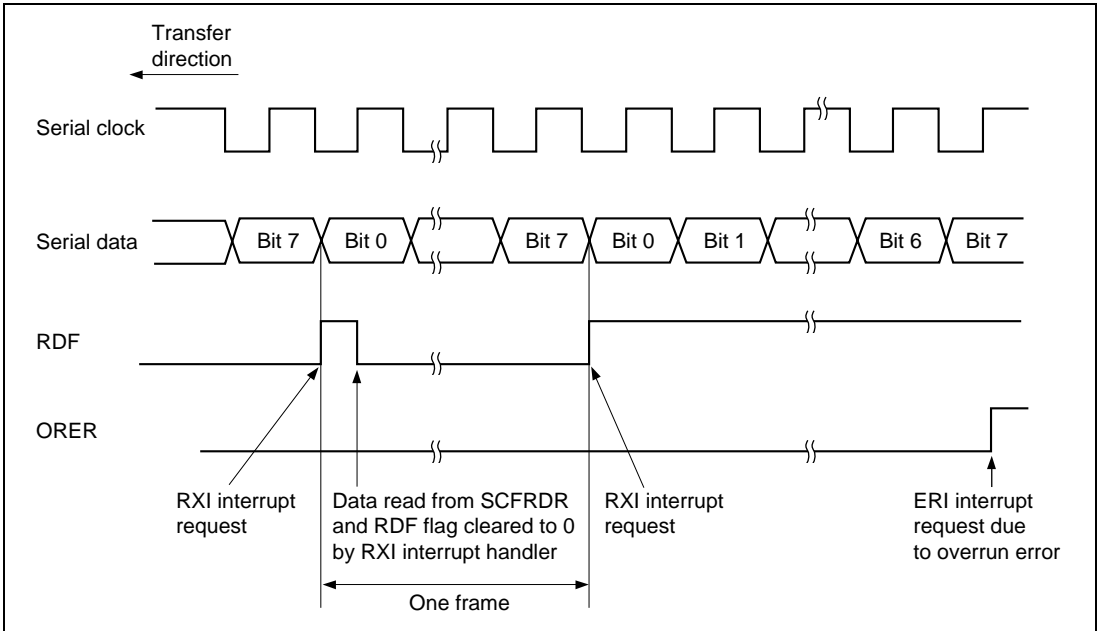 Transfer
direction
Serial clock
Serial data
Bit 7
Bit 0
Bit 7
Bit 0
Bit 1
Bit 6
Bit 7
RDF
ORER
RXI interrupt
request
Data read from SCFRDR
and RDF flag cleared to 0
by RXI interrupt handler
RXI interrupt
request
ERI interrupt
request due
to overrun error
One frame